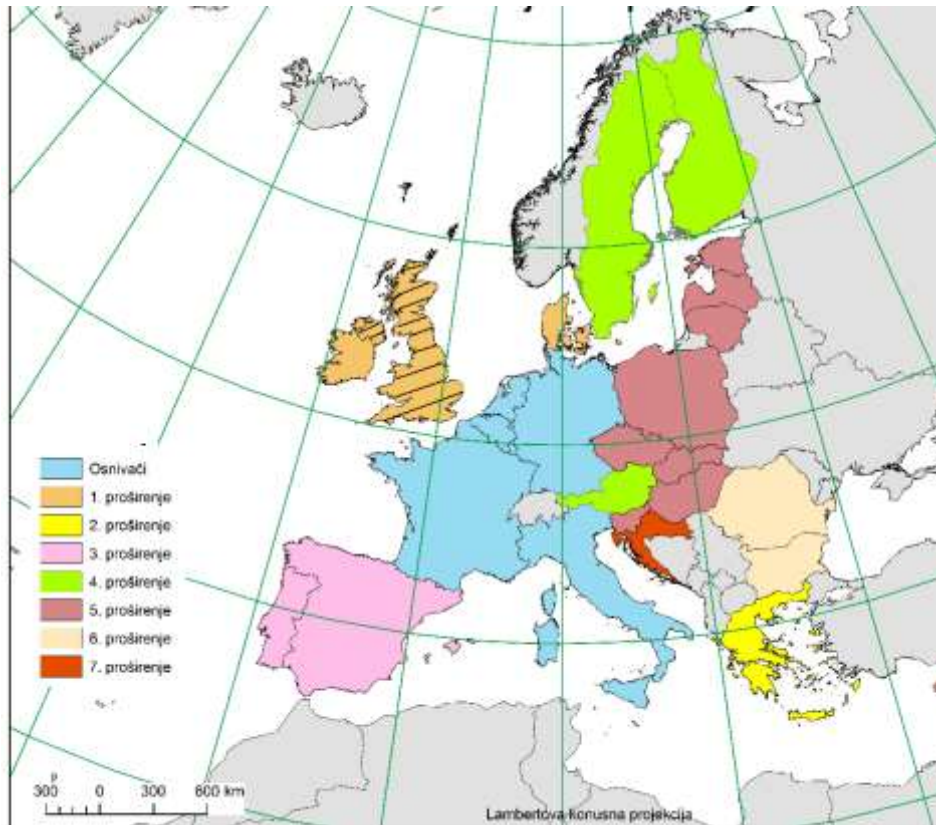 Osnivači
1. proširenje
2. proširenje
3. proširenje
4. proširenje
5. proširenje
6. proširenje
7. proširenje
300 0 300 600 km
Lambertova konusna projekcija